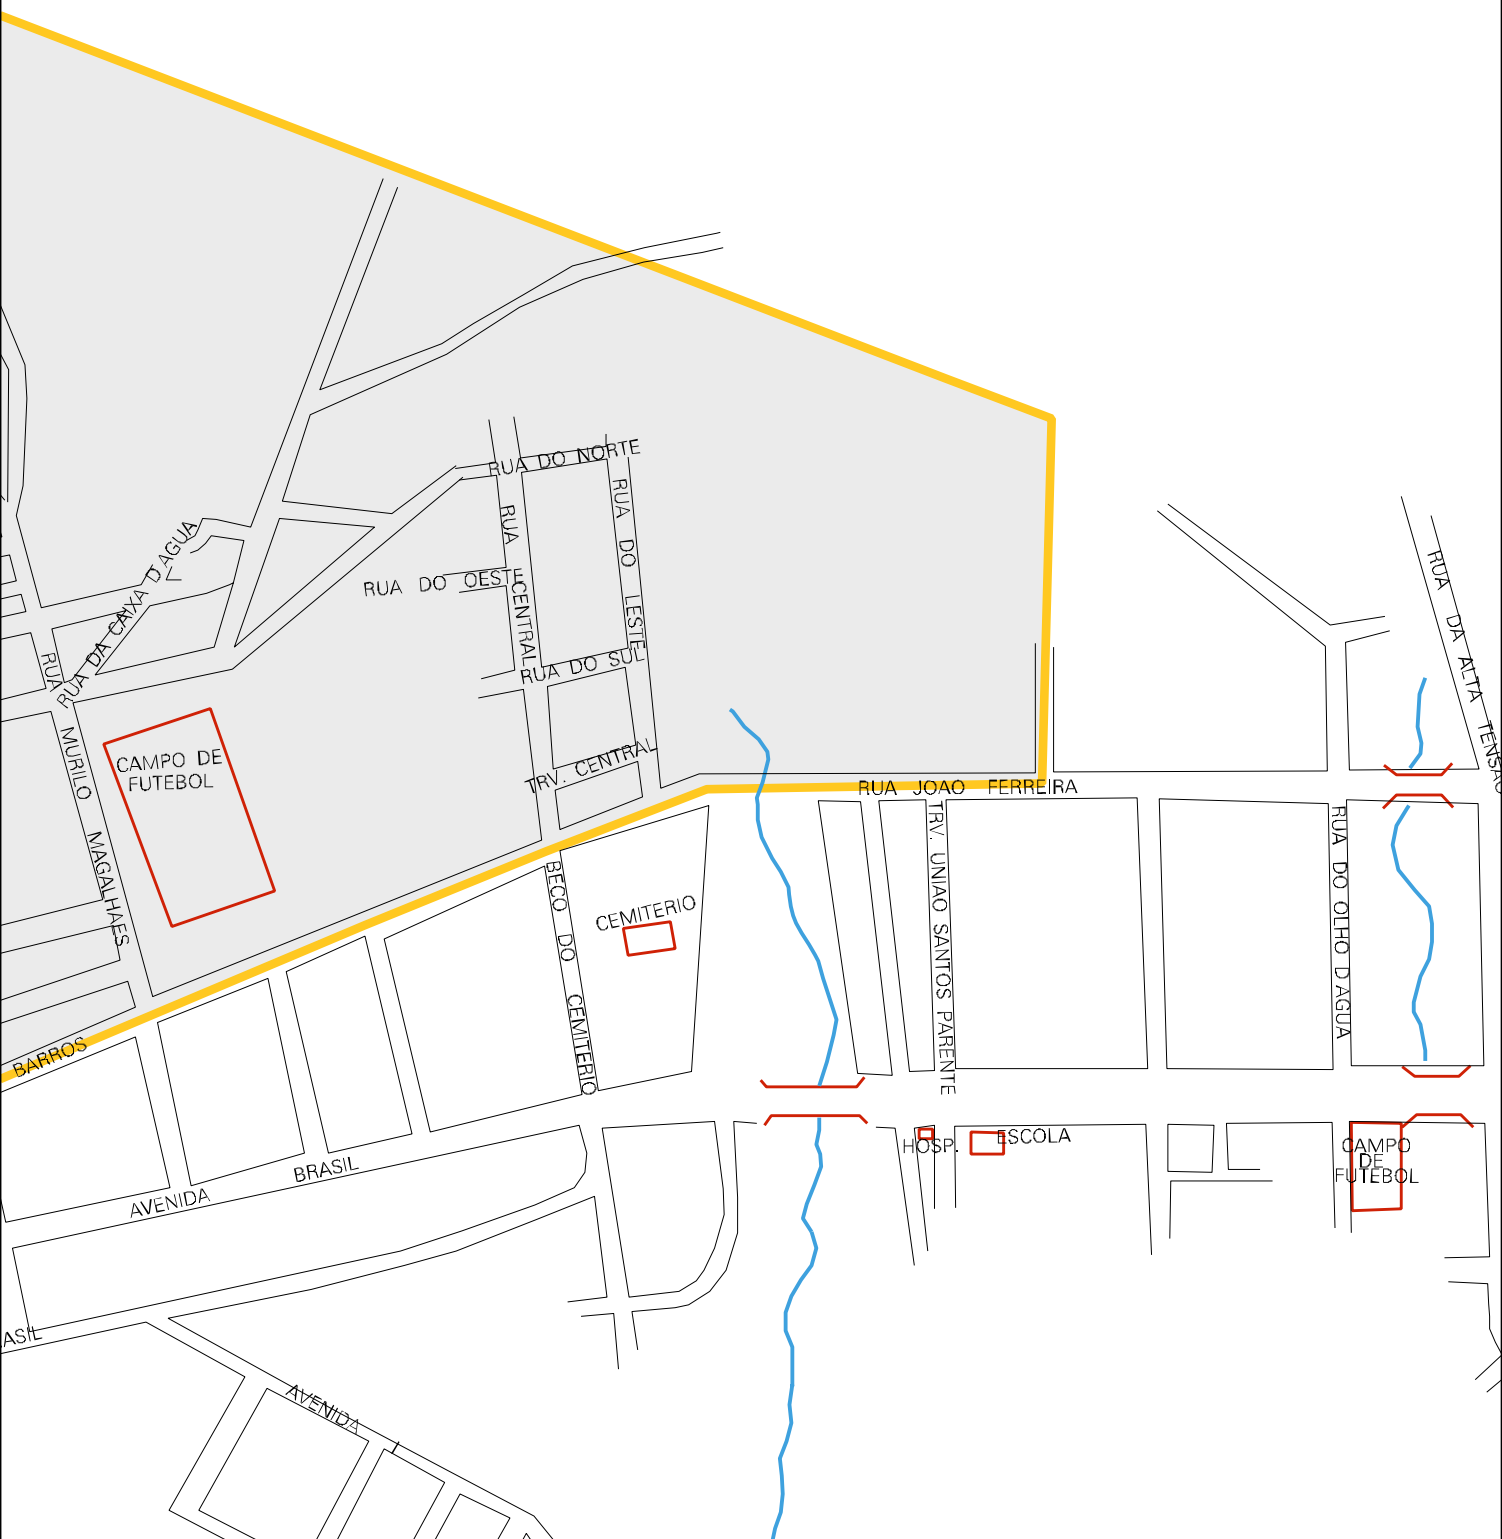 RUA DO NORTE
RUA CENTRAL
RUA DO LESTE
RUA DO OESTE
RUA DA CAIXA D'AGUA
RUA DO SUL
RUA MURILO MAGALHAES
TRV. CENTRAL
CAMPO DE
FUTEBOL
RUA DA ALTA TENSAO
RUA JOAO FERREIRA
TRV. UNIAO SANTOS PARENTE
RUA DO OLHO D'AGUA
BECO DO CEMITERIO
CEMITERIO
BARROS
HOSP.
ESCOLA
CAMPO
DE
FUTEBOL
AVENIDA BRASIL
ASIL
AVENIDA